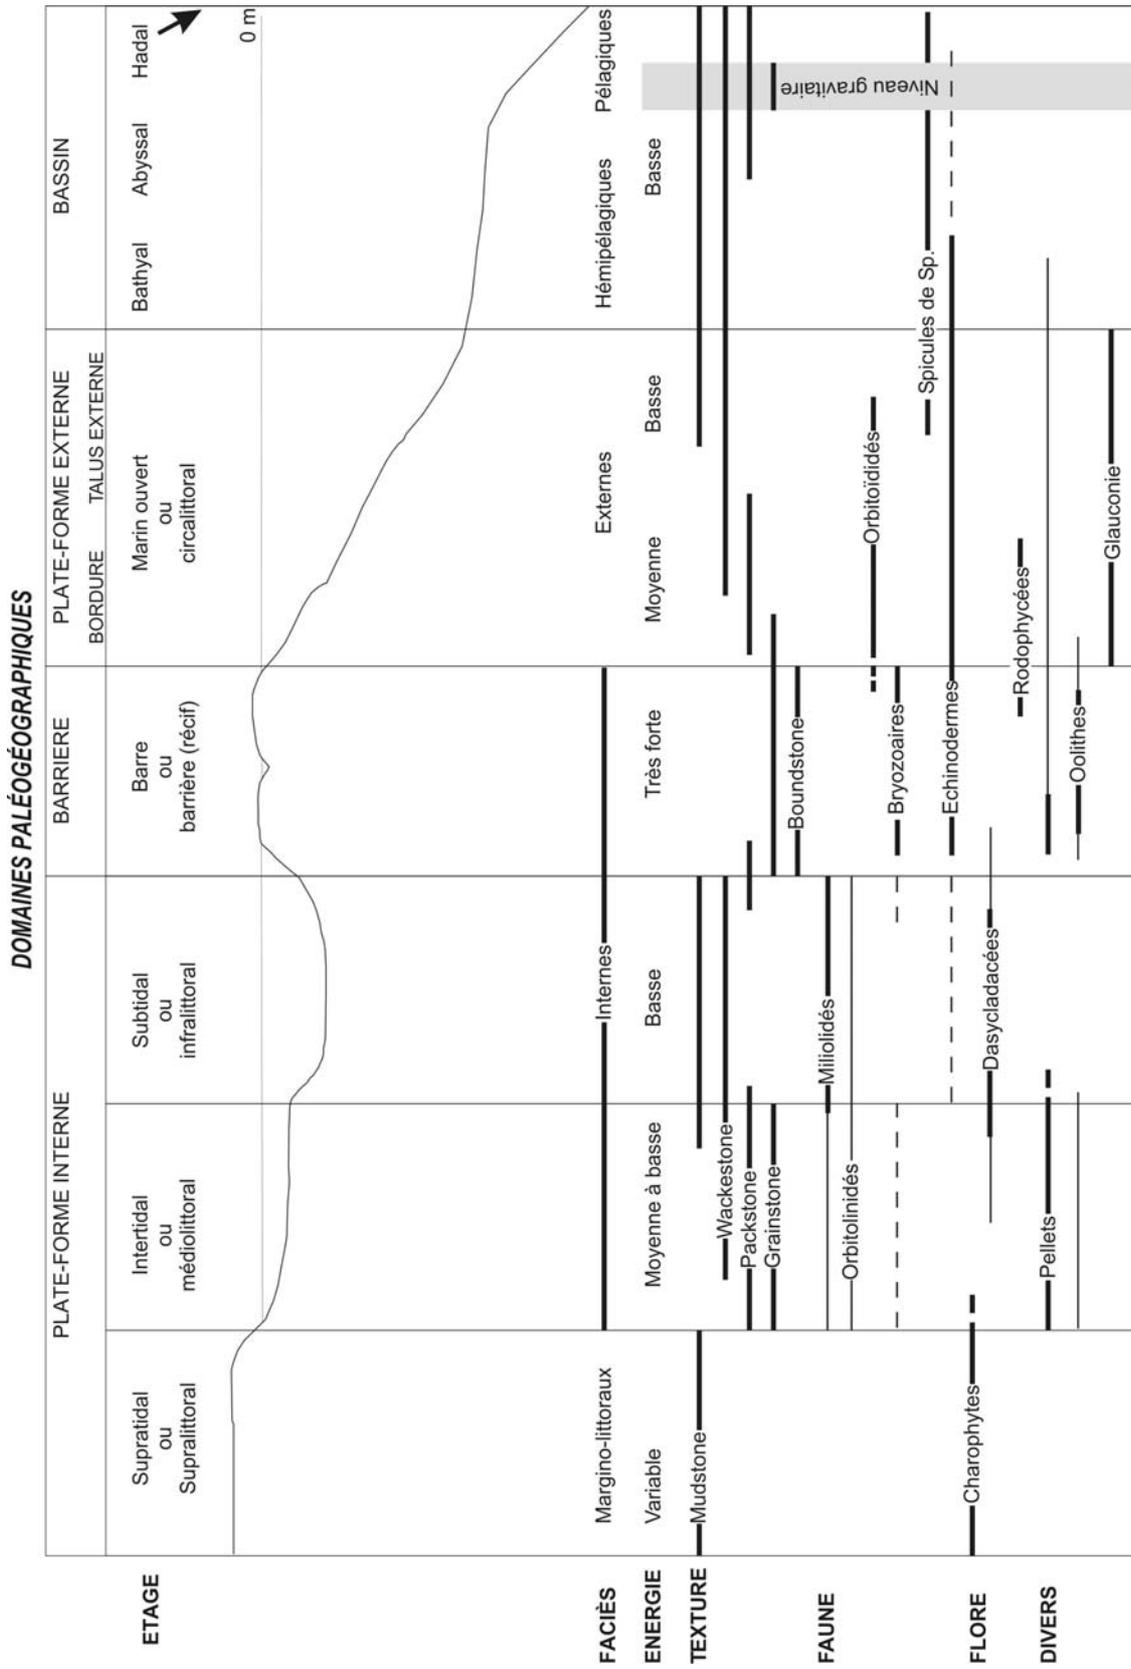 DOMAINES PALÉOGÉOGRAPHIQUES
PLATE-FORME INTERNE
BARRIERE
PLATE-FORME EXTERNE
BORDURE
TALUS EXTERNE
BASSIN
ETAGE
Supratidal
ou
Supralittoral
Intertidal
ou
médiolittoral
Subtidal
ou
infralittoral
Barre
ou
barrière (récif)
Marin ouvert
ou
circalittoral
Bathyal
Abyssal
Hadal
0 m
FACIÈS
Margino-littoraux
Internes
Externes
Hémipélagiques
Pélagiques
ENERGIE
Variable
Moyenne à basse
Basse
Très forte
Moyenne
Basse
Basse
TEXTURE
Mudstone
Wackestone
Packstone
Grainstone
Boundstone
Niveau gravitaire
FAUNE
Miliolidés
Orbitolinidés
Orbitoïdidés
Bryozoaires
Spicules de Sp.
Echinodermes
FLORE
Charophytes
Dasycladacées
Rodophycées
DIVERS
Pellets
Oolithes
Glauconie